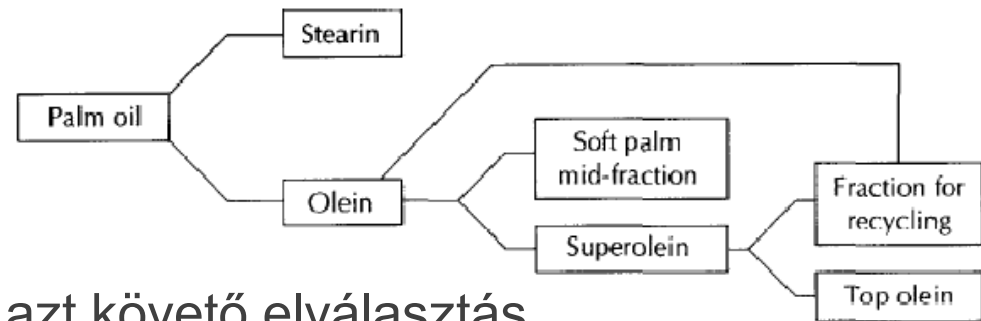 Stearin
Palm oil
Olein
Soft palm
mid-fraction
Superolein
Fraction for
recycling
Top olein
azt követő elválasztás